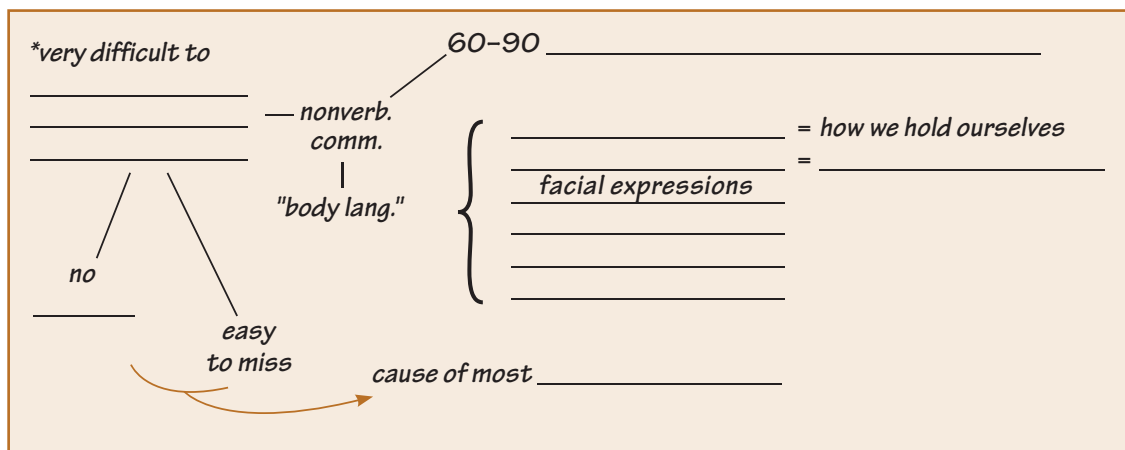 *very difficult to
60–90
nonverb.
comm.
"body lang."
= how we hold ourselves
=
facial expressions
no
easy
to miss
cause of most